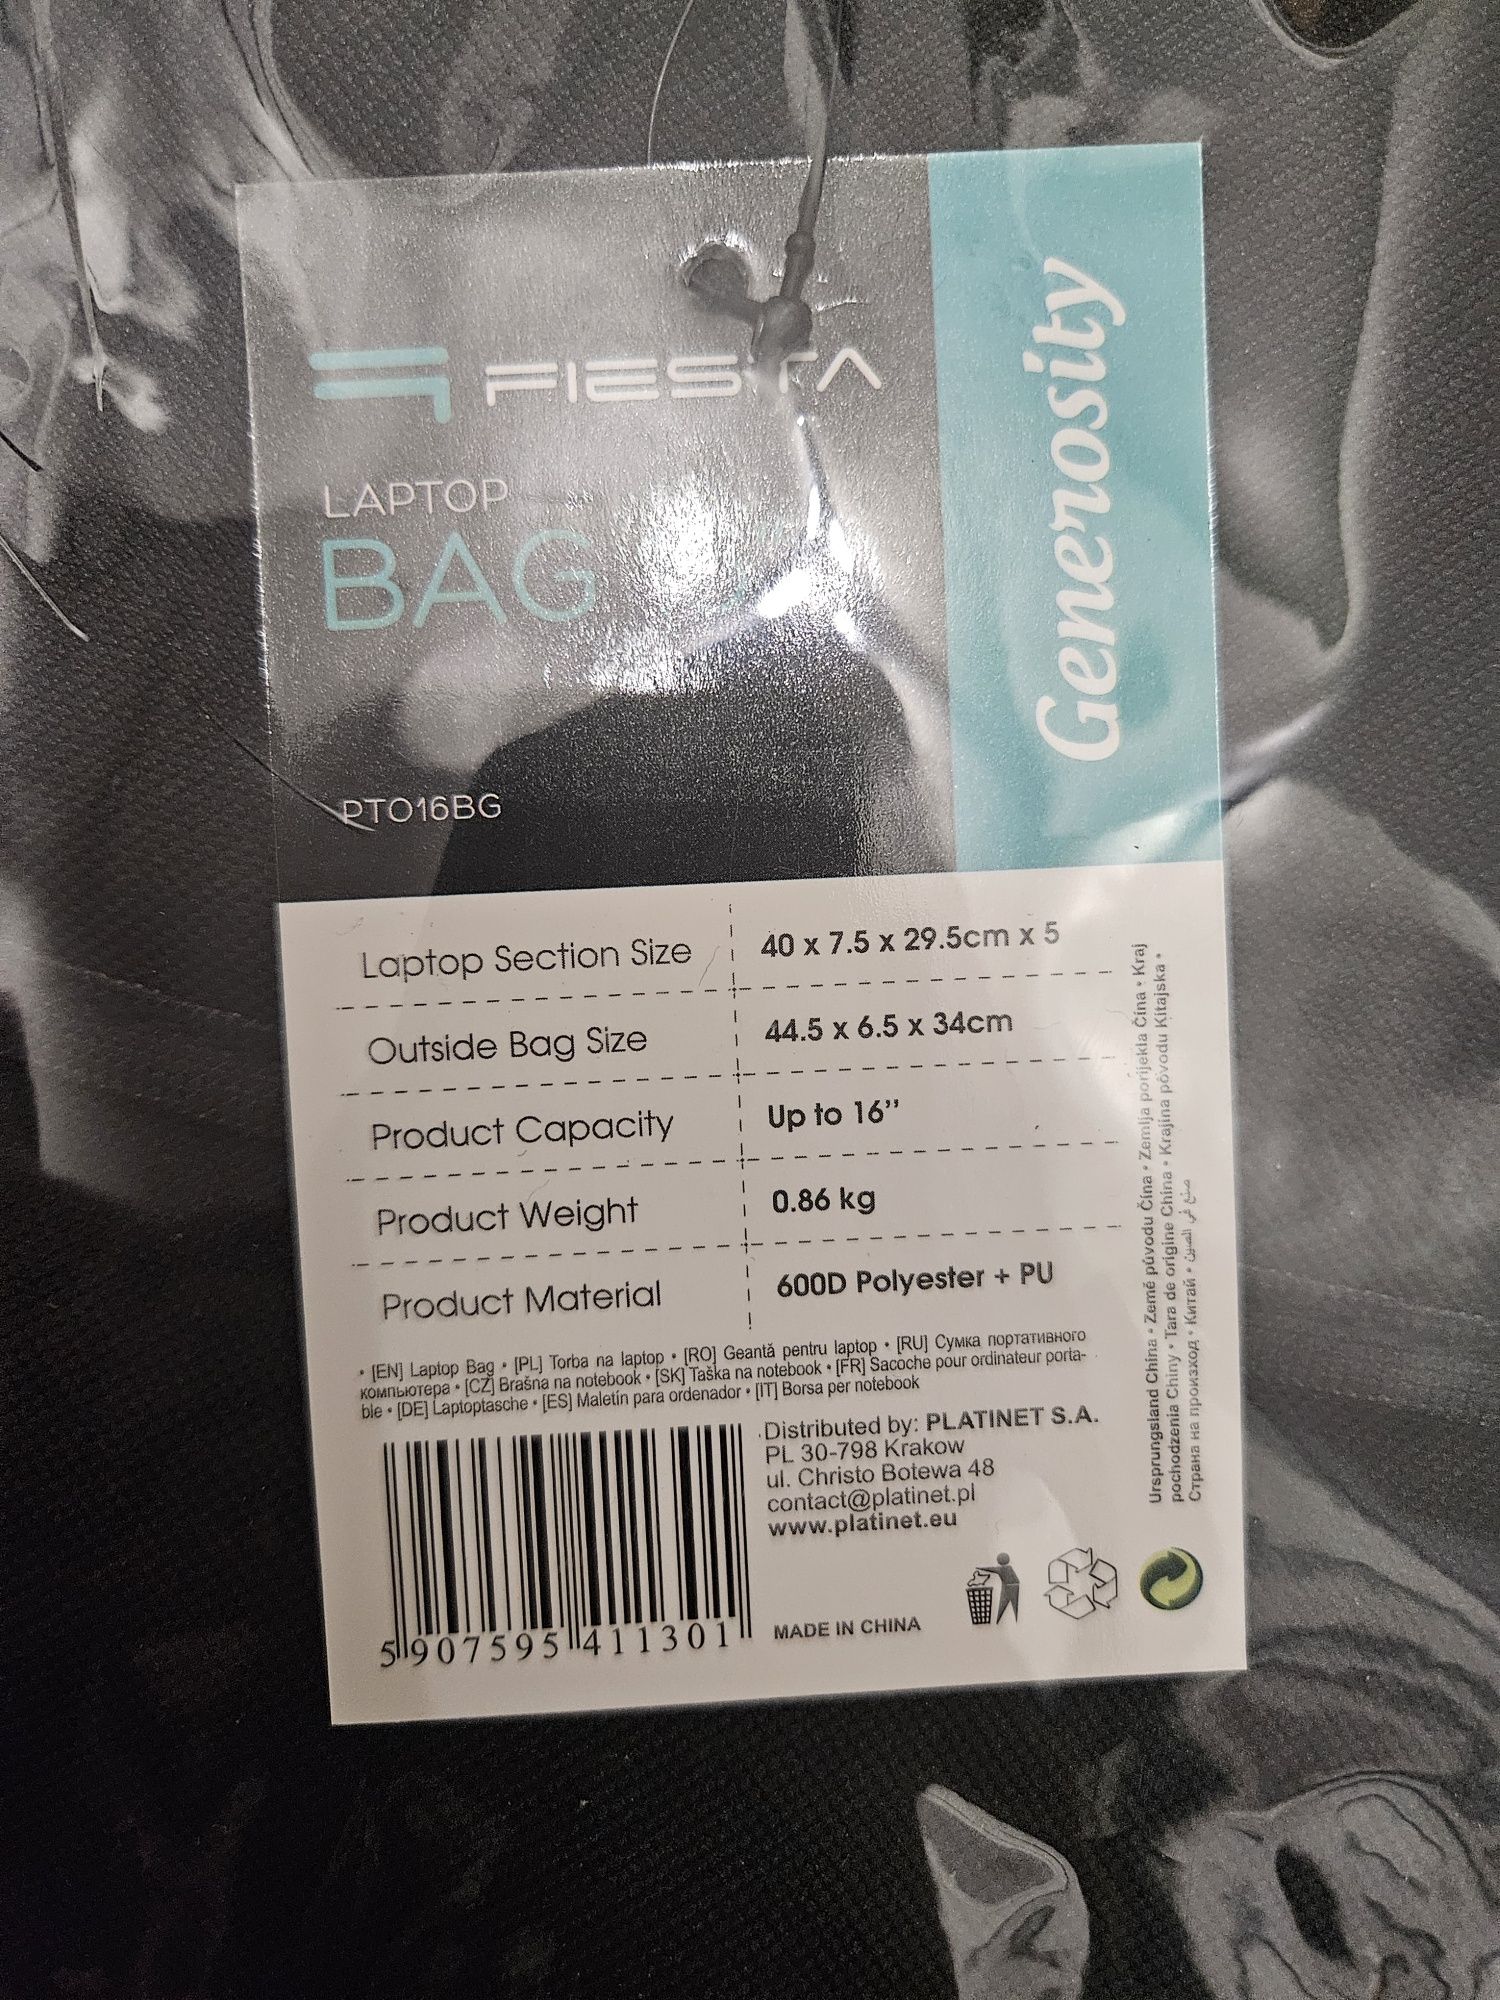 FIESTA
LAPTOP
BAG
Generosity
PTO16BG
Laptop Section Size 40 x 7.5 x 29.5cm x 5
Outside Bag Size 44.5 x 6.5 x 34cm
Product Capacity Up to 16’’
Product Weight 0.86 kg
Product Material 600D Polyester + PU
• [EN] Laptop Bag • [PL] Torba na laptop • [RO] Geantă pentru laptop • [RU] Сумка портативного
компьютера • [CZ] Brašna na notebook • [SK] Taška na notebook • [FR] Sacoche pour ordinateur porta-
ble • [DE] Laptoptasche • [ES] Maletín para ordenador • [IT] Borsa per notebook
Distributed by: PLATINET S.A.
PL 30-798 Krakow
ul. Christo Botewa 48
contact@platinet.pl
www.platinet.eu
MADE IN CHINA
5 907595 411301
Ursprungsland China • Země původu Čína • Zemlja porijekla Čina • Kraj
pochodzenia Chiny • Tara de origine China • Krajina pôvodu Kitajska •
Страна на произход • Китай • صنع في الصين